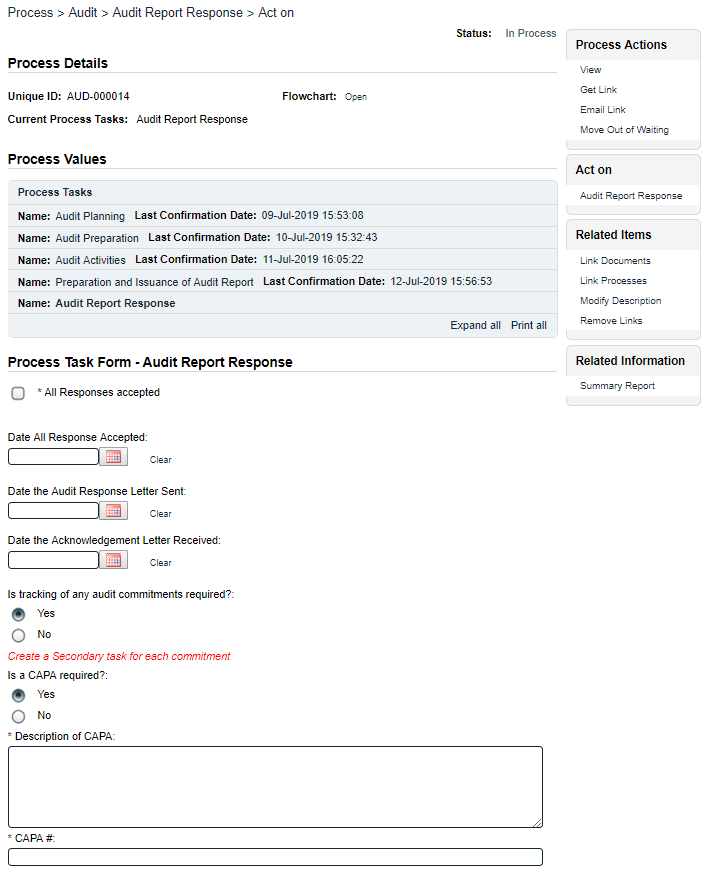 Process > Audit > Audit Report Response > Act on
Status: In Process
Process Details
Unique ID: AUD-000014 Flowchart: Open
Current Process Tasks: Audit Report Response
Process Values
Process Tasks
Name: Audit Planning Last Confirmation Date: 09-Jul-2019 15:53:08
Name: Audit Preparation Last Confirmation Date: 10-Jul-2019 15:32:43
Name: Audit Activities Last Confirmation Date: 11-Jul-2019 16:05:22
Name: Preparation and Issuance of Audit Report Last Confirmation Date: 12-Jul-2019 15:56:53
Name: Audit Report Response
Expand all Print all
Process Task Form - Audit Report Response
* All Responses accepted
Date All Response Accepted:
Clear
Date the Audit Response Letter Sent:
Clear
Date the Acknowledgement Letter Received:
Clear
Is tracking of any audit commitments required?:
Yes
No
Create a Secondary task for each commitment
Is a CAPA required?:
Yes
No
* Description of CAPA:
* CAPA #:
Process Actions
View
Get Link
Email Link
Move Out of Waiting
Act on
Audit Report Response
Related Items
Link Documents
Link Processes
Modify Description
Remove Links
Related Information
Summary Report